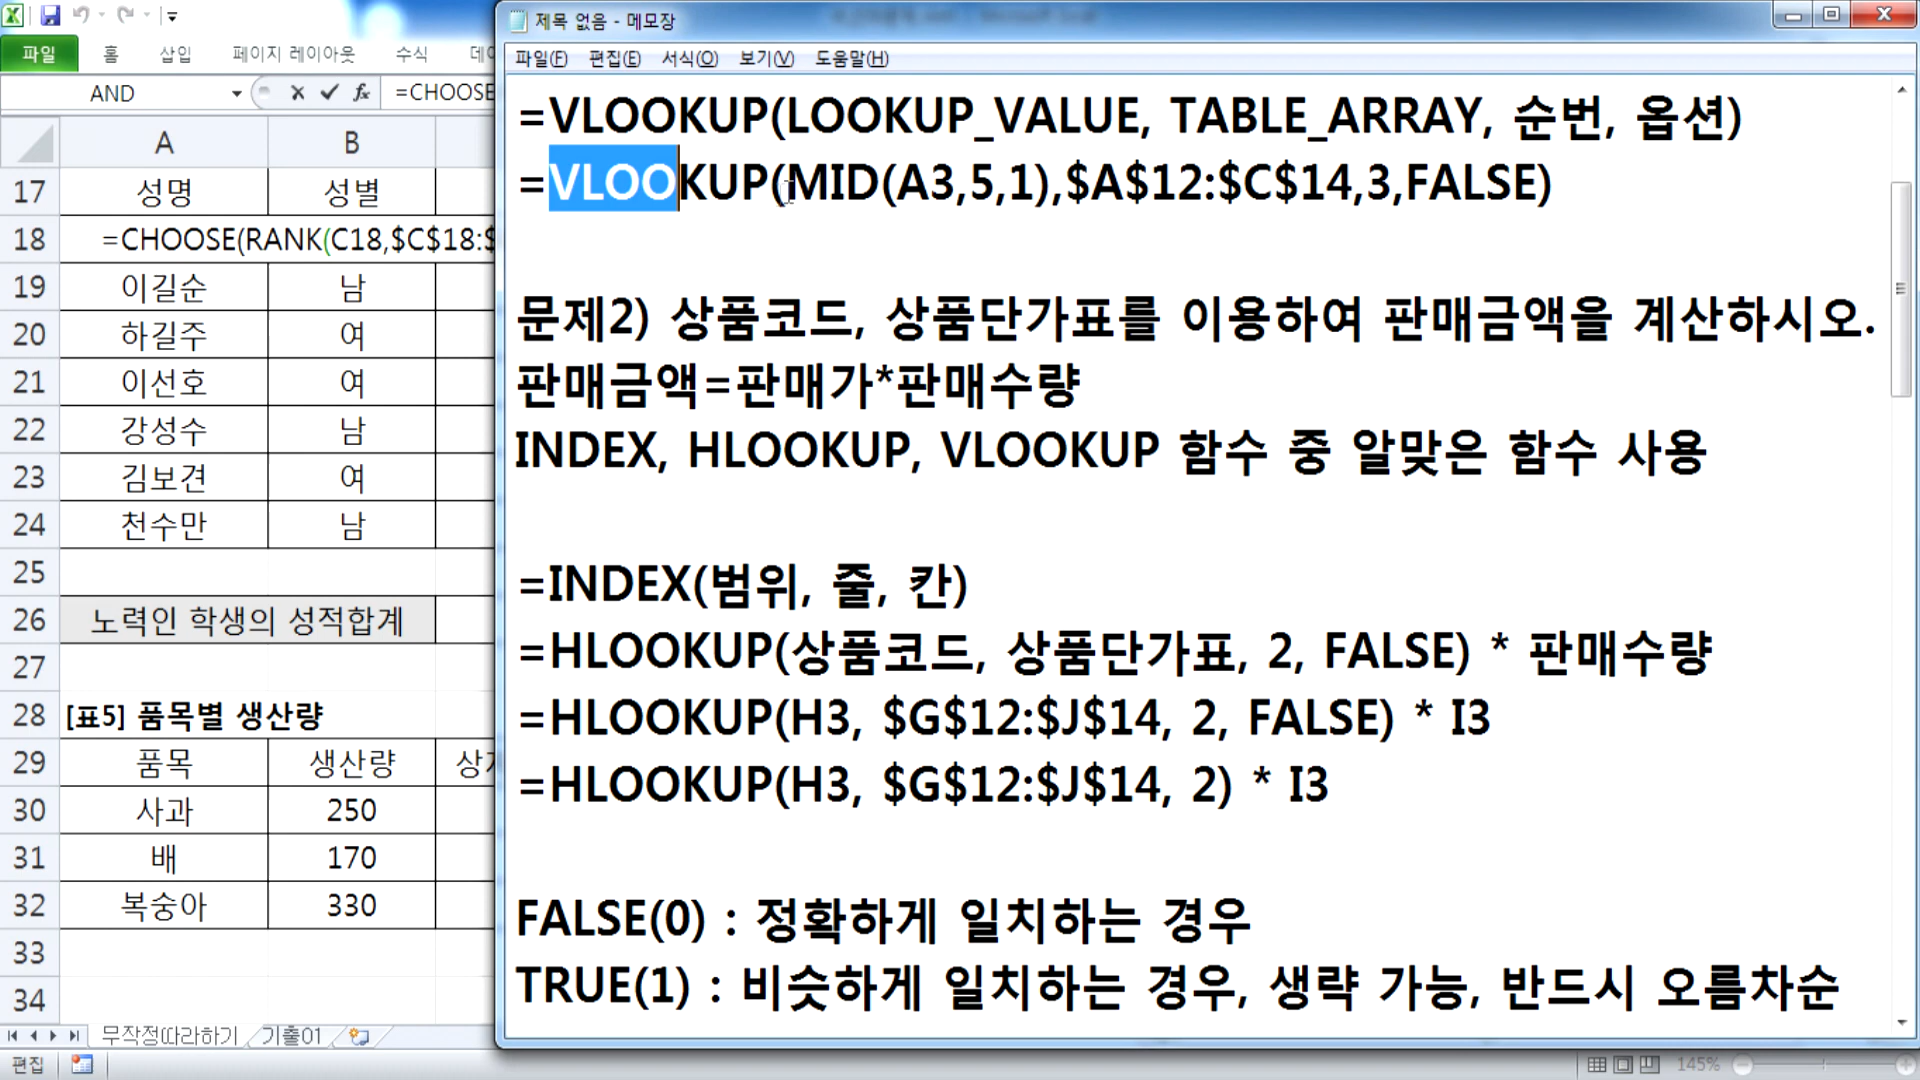 제목 없음 - 메모장
파일 홈 삽입 페이지 레이아웃 수식
파일(F) 편집(E) 서식(O) 보기(V) 도움말(H)
AND =CHOOSE
A B
17 성명 성별
18 =CHOOSE(RANK(C18,$C$18:$
19 이길순 남
20 하길주 여
21 이선호 여
22 강성수 남
23 김보견 여
24 천수만 남
25
26 노력인 학생의 성적합계
27
28 [표5] 품목별 생산량
29 품목 생산량
30 사과 250
31 배 170
32 복숭아 330
33
34
무작정따라하기 기출01
편집
=VLOOKUP(LOOKUP_VALUE, TABLE_ARRAY, 순번, 옵션)
=VLOOKUP(MID(A3,5,1),$A$12:$C$14,3,FALSE)
문제2) 상품코드, 상품단가표를 이용하여 판매금액을 계산하시오.
판매금액=판매가*판매수량
INDEX, HLOOKUP, VLOOKUP 함수 중 알맞은 함수 사용
=INDEX(범위, 줄, 칸)
=HLOOKUP(상품코드, 상품단가표, 2, FALSE) * 판매수량
=HLOOKUP(H3, $G$12:$J$14, 2, FALSE) * I3
=HLOOKUP(H3, $G$12:$J$14, 2) * I3
FALSE(0) : 정확하게 일치하는 경우
TRUE(1) : 비슷하게 일치하는 경우, 생략 가능, 반드시 오름차순
145%